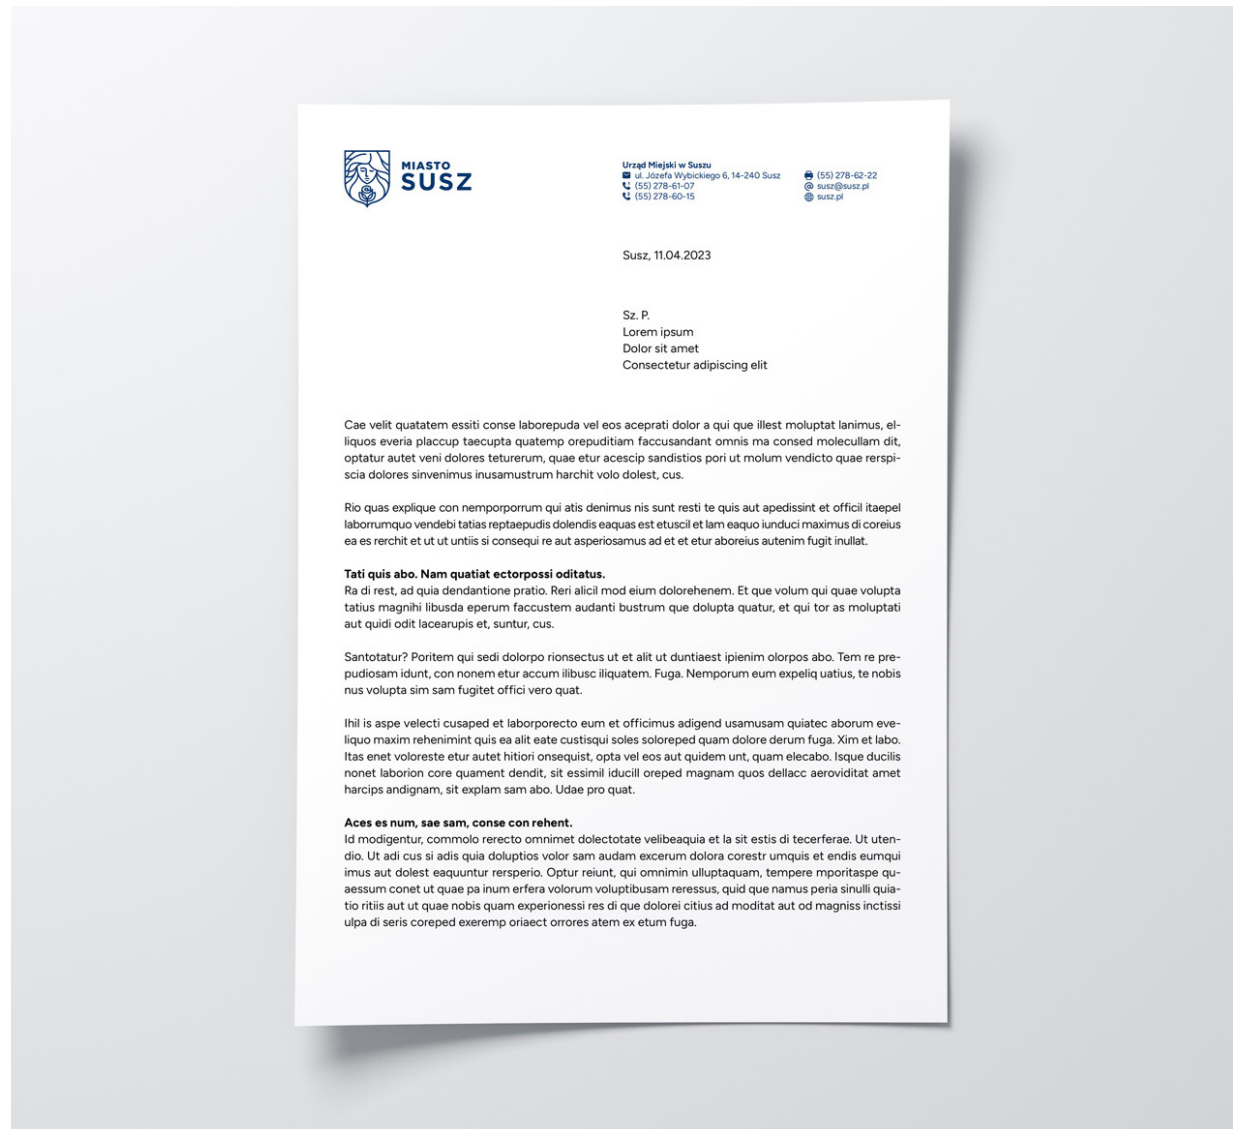 MIASTO
SUSZ
Urząd Miejski w Suszu
ul. Józefa Wybickiego 6, 14-240 Susz
(55) 278-61-07
(55) 278-60-15
(55) 278-62-22
susz@susz.pl
susz.pl
Susz, 11.04.2023
Sz. P.
Lorem ipsum
Dolor sit amet
Consectetur adipiscing elit
Cae velit quatatem essiti conse laborepuda vel eos aceprati dolor a qui que illest moluptat lanimus, el-
liquos everia placcup taecupta quatemp orepuditiam faccusandant omnis ma consed molecullam dit,
optatur autet veni dolores teturerum, quae etur acescip sandistios pori ut molum vendicto quae rerspi-
scia dolores sinvenimus inusamustrum harchit volo dolest, cus.
Rio quas explique con nemporporrum qui atis denimus nis sunt resti te quis aut apedissint et officil itaepel
laborrumquo vendebi tatias reptaepudis dolendis eaquas est etuscil et lam eaquo iunduci maximus di coreius
ea es rerchit et ut ut untiis si consequi re aut asperiosamus ad et et etur aboreius autenim fugit inullat.
Tati quis abo. Nam quatiat ectorpossi oditatus.
Ra di rest, ad quia dendantione pratio. Reri alicil mod eium dolorehenem. Et que volum qui quae volupta
tatius magnihi libusda eperum faccustem audanti bustrum que dolupta quatur, et qui tor as moluptati
aut quidi odit lacearupis et, suntur, cus.
Santotatur? Poritem qui sedi dolorpo rionsectus ut et alit ut duntiaest ipienim olorpos abo. Tem re pre-
pudiosam idunt, con nonem etur accum ilibusc iliquatem. Fuga. Nemporum eum expeliq uatius, te nobis
nus volupta sim sam fugitet offici vero quat.
Ihil is aspe velecti cusaped et laborporecto eum et officimus adigend usamusam quiatec aborum eve-
liquo maxim rehenimint quis ea alit eate custisqui soles soloreped quam dolore derum fuga. Xim et labo.
Itas enet voloreste etur autet hitiori onsequist, opta vel eos aut quidem unt, quam elecabo. Isque ducilis
nonet laborion core quament dendit, sit essimil iducill oreped magnam quos dellacc aeroviditat amet
harcips andignam, sit explam sam abo. Udae pro quat.
Aces es num, sae sam, conse con rehent.
Id modigentur, commolo rerecto omnimet dolectotate velibeaquia et la sit estis di tecerferae. Ut uten-
dio. Ut adi cus si adis quia doluptios volor sam audam excerum dolora corestr umquis et endis eumqui
imus aut dolest eaquuntur rersperio. Optur reiunt, qui omnimin ulluptaquam, tempere mporitaspe qu-
aessum conet ut quae pa inum erfera volorum voluptibusam reressus, quid que namus peria sinulli quia-
tio ritiis aut ut quae nobis quam experionessi res di que dolorei citius ad moditat aut od magniss inctissi
ulpa di seris coreped exeremp oriaect orrores atem ex etum fuga.